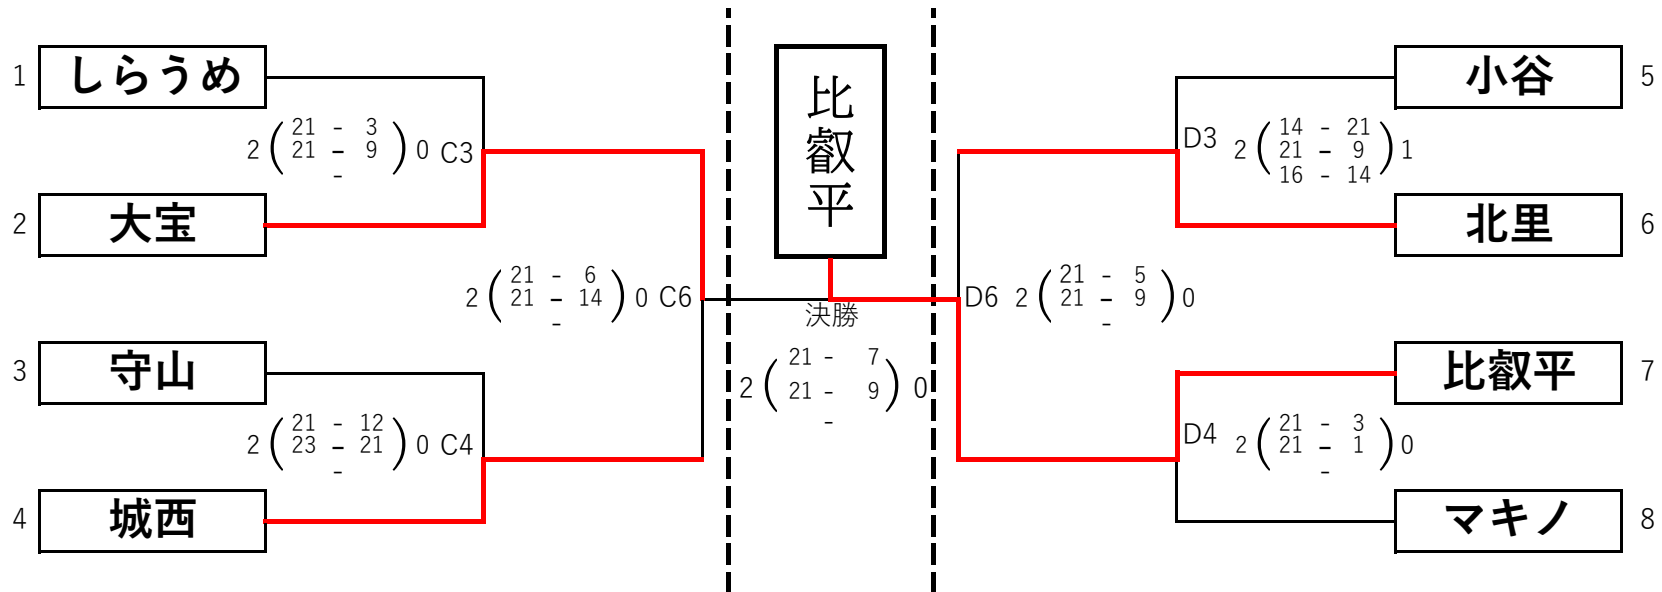 1 しらうめ
2 ( 21 - 3 ) 0 C3
21 - 9
-
2 大宝
2 ( 21 - 6 ) 0 C6
21 - 14
-
3 守山
2 ( 21 - 12 ) 0 C4
23 - 21
-
4 城西
比叡平
決勝
2 ( 21 - 7 ) 0
21 - 9
-
小谷 5
D3 2 ( 14 - 21 ) 1
21 - 9
16 - 14
北里 6
D6 2 ( 21 - 5 ) 0
21 - 9
-
比叡平 7
D4 2 ( 21 - 3 ) 0
21 - 1
-
マキノ 8